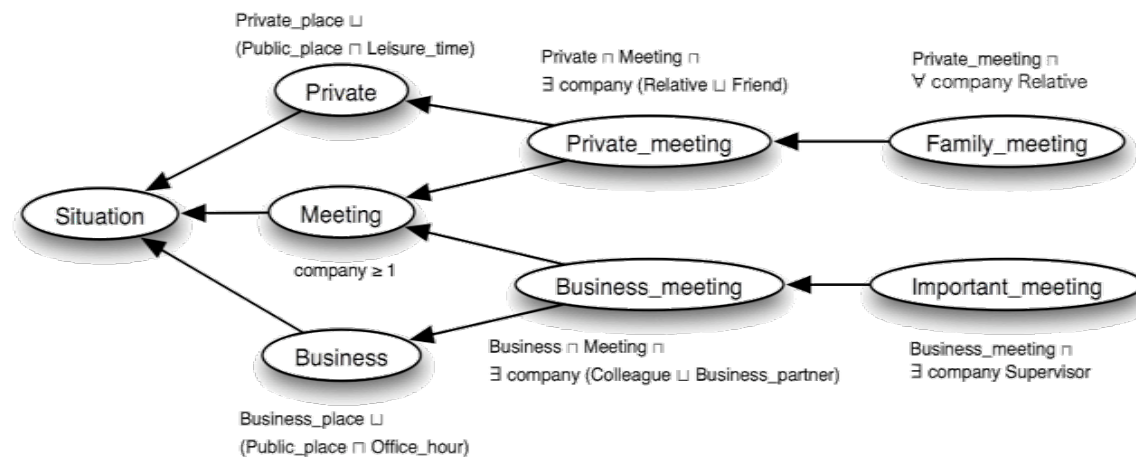 Private_place ⊔
(Public_place ⊓ Leisure_time)
Private
Private ⊓ Meeting ⊓
∃ company (Relative ⊔ Friend)
Private_meeting
Private_meeting ⊓
∀ company Relative
Family_meeting
Situation
Meeting
company ≥ 1
Business_meeting
Business ⊓ Meeting ⊓
∃ company (Colleague ⊔ Business_partner)
Important_meeting
Business_meeting ⊓
∃ company Supervisor
Business
Business_place ⊔
(Public_place ⊓ Office_hour)